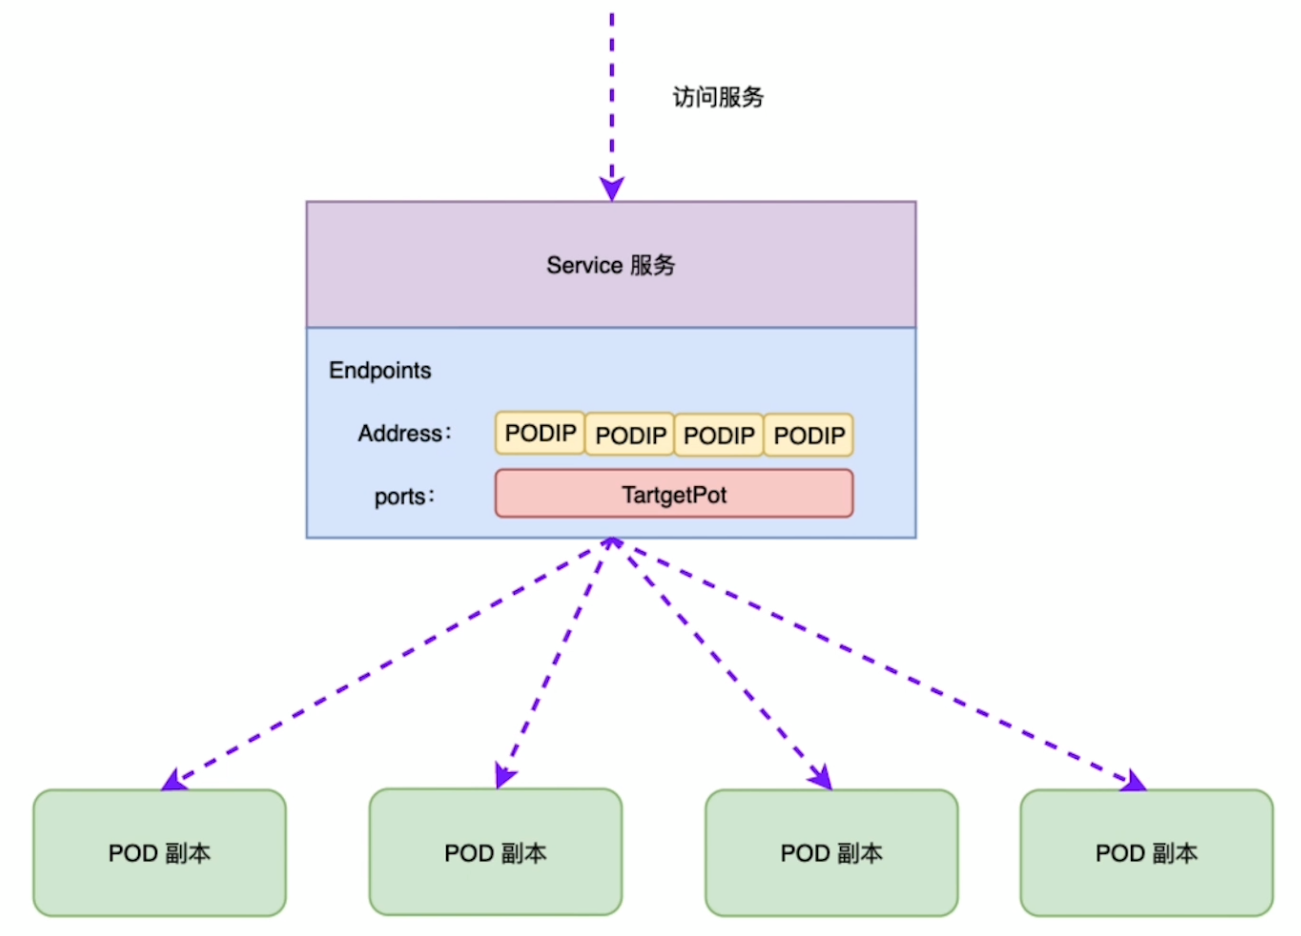 访问服务
Service 服务
Endpoints
Address：
PODIP PODIP PODIP PODIP
ports：
TartgetPot
POD 副本 POD 副本 POD 副本 POD 副本